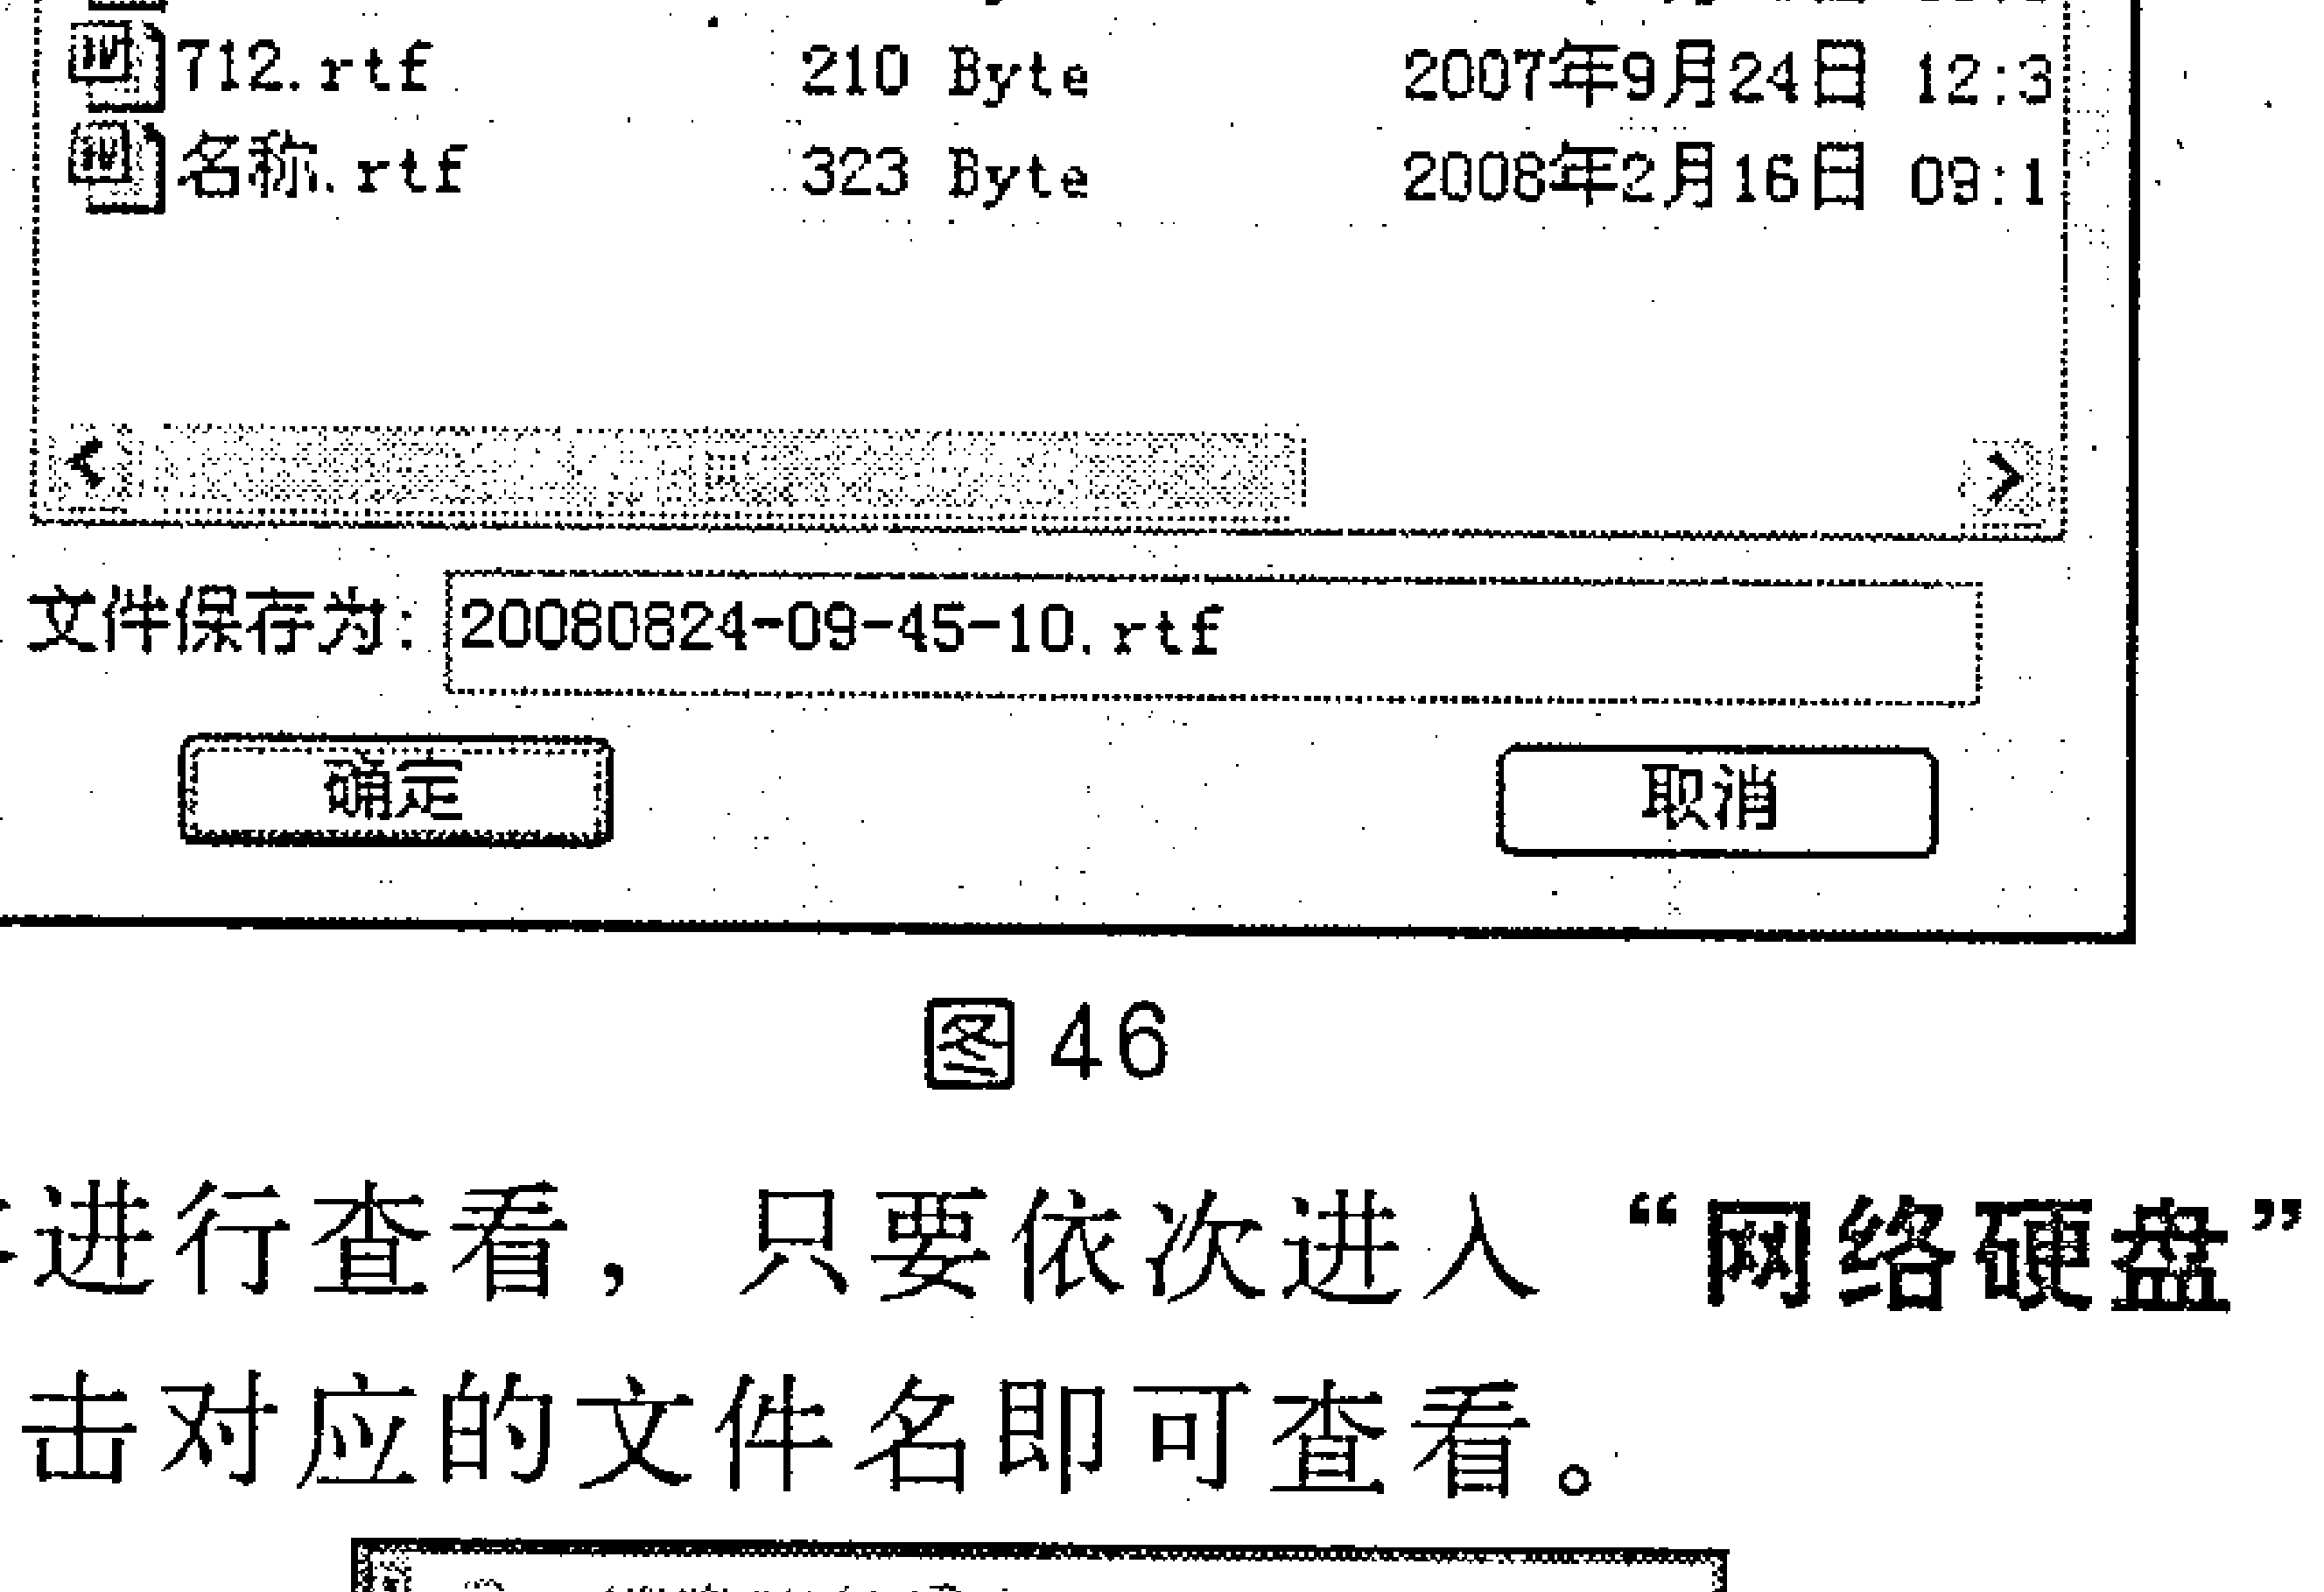 712.rtf 210 Byte 2007年9月24日 12:3
名称.rtf 323 Byte 2008年2月16日 09:1
文件保存为: 20080824-09-45-10.rtf
确定 取消
图 46
进行查看，只要依次进入“网络硬盘”
击对应的文件名即可查看。